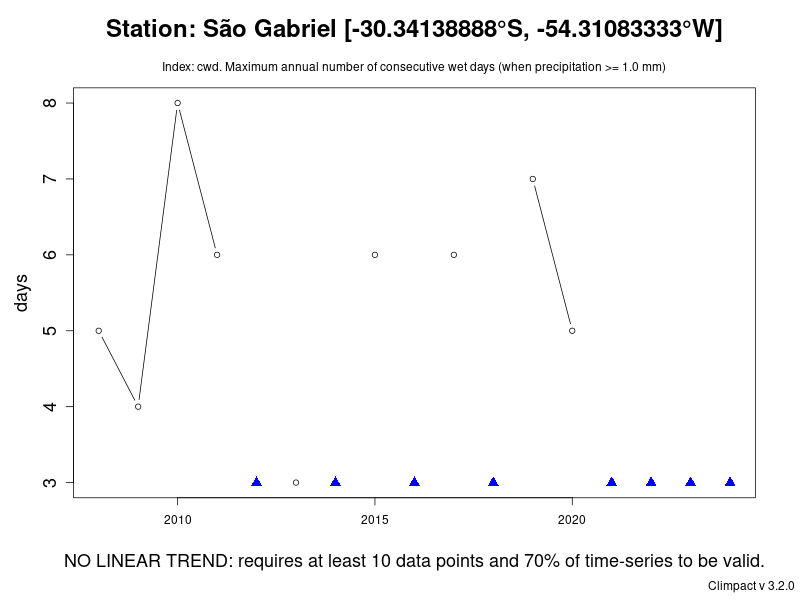 Station: São Gabriel [-30.34138888°S, -54.31083333°W]
Index: cwd. Maximum annual number of consecutive wet days (when precipitation >= 1.0 mm)
8
7
6
5
4
3
days
2010
2015
2020
NO LINEAR TREND: requires at least 10 data points and 70% of time-series to be valid.
Climpact v 3.2.0